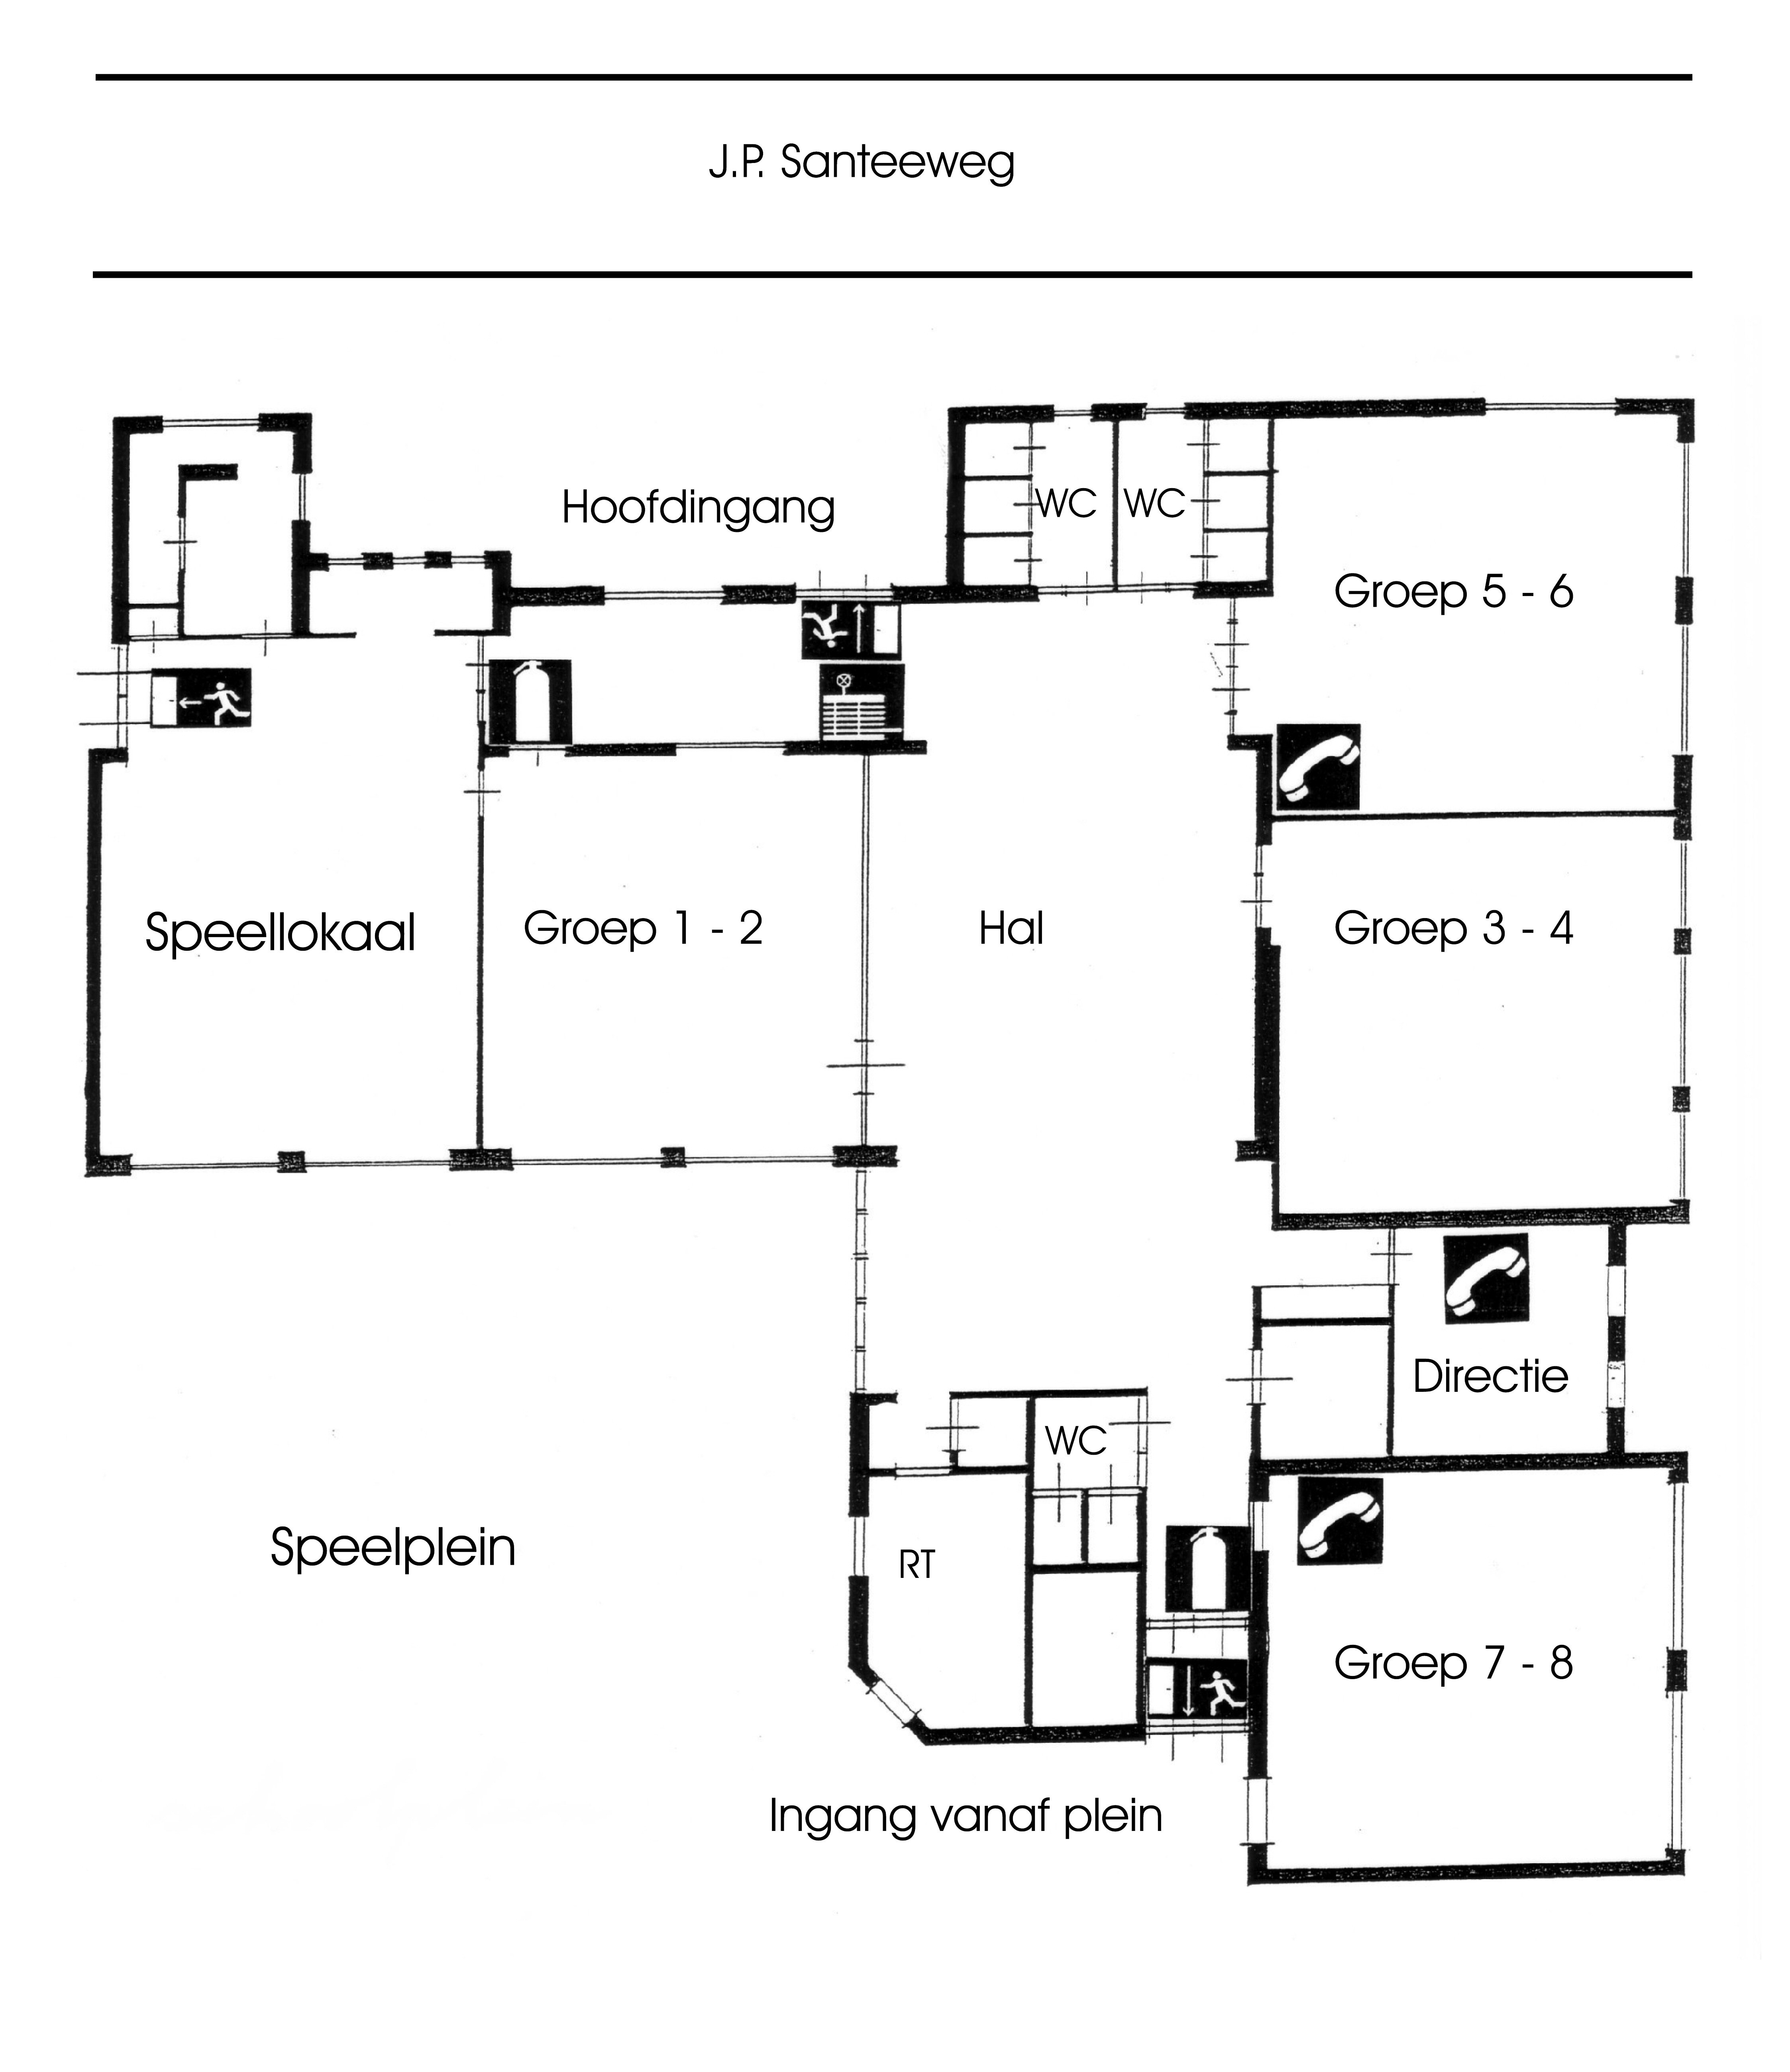 J.P. Santeeweg
Hoofdingang
WC
WC
Groep 5 - 6
Speellokaal
Groep 1 - 2
Hal
Groep 3 - 4
Directie
WC
Speelplein
RT
Groep 7 - 8
Ingang vanaf plein